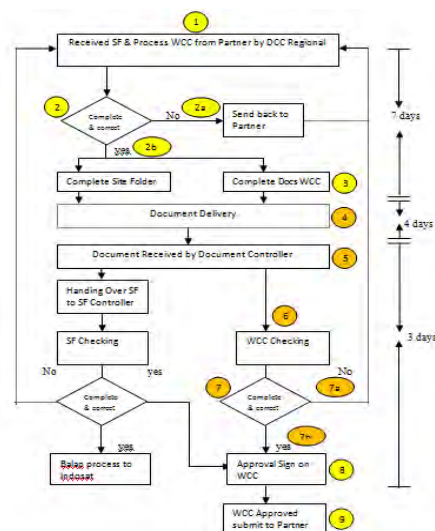 1
Received SF & Process WCC from Partner by DCC Regional
2
Complete
& correct
No
2a
Send back to
Partner
7 days
yes
2b
Complete Site Folder
Complete Docs WCC
3
Document Delivery
4
4 days
Document Received by Document Controller
5
Handing Over SF
to SF Controller
6
3 days
SF Checking
WCC Checking
No
yes
No
Complete
& correct
7
Complete
& correct
7a
yes
yes
7b
process to
Indosat
Approval Sign on
WCC
8
WCC Approved
submit to Partner
9